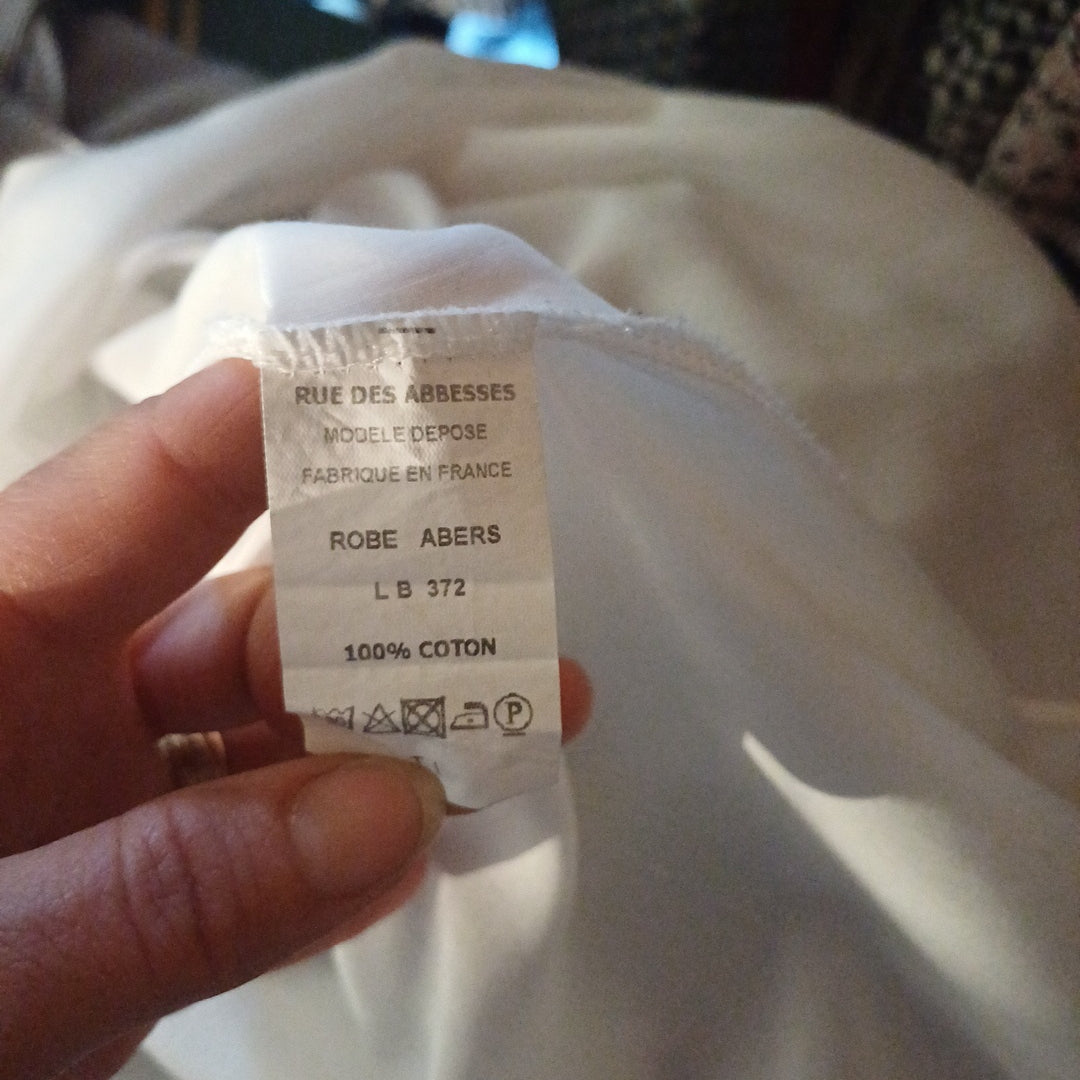 RUE DES ABBESSES
MODELE DEPOSE
FABRIQUE EN FRANCE
ROBE ABERS
L B 372
100% COTON
P